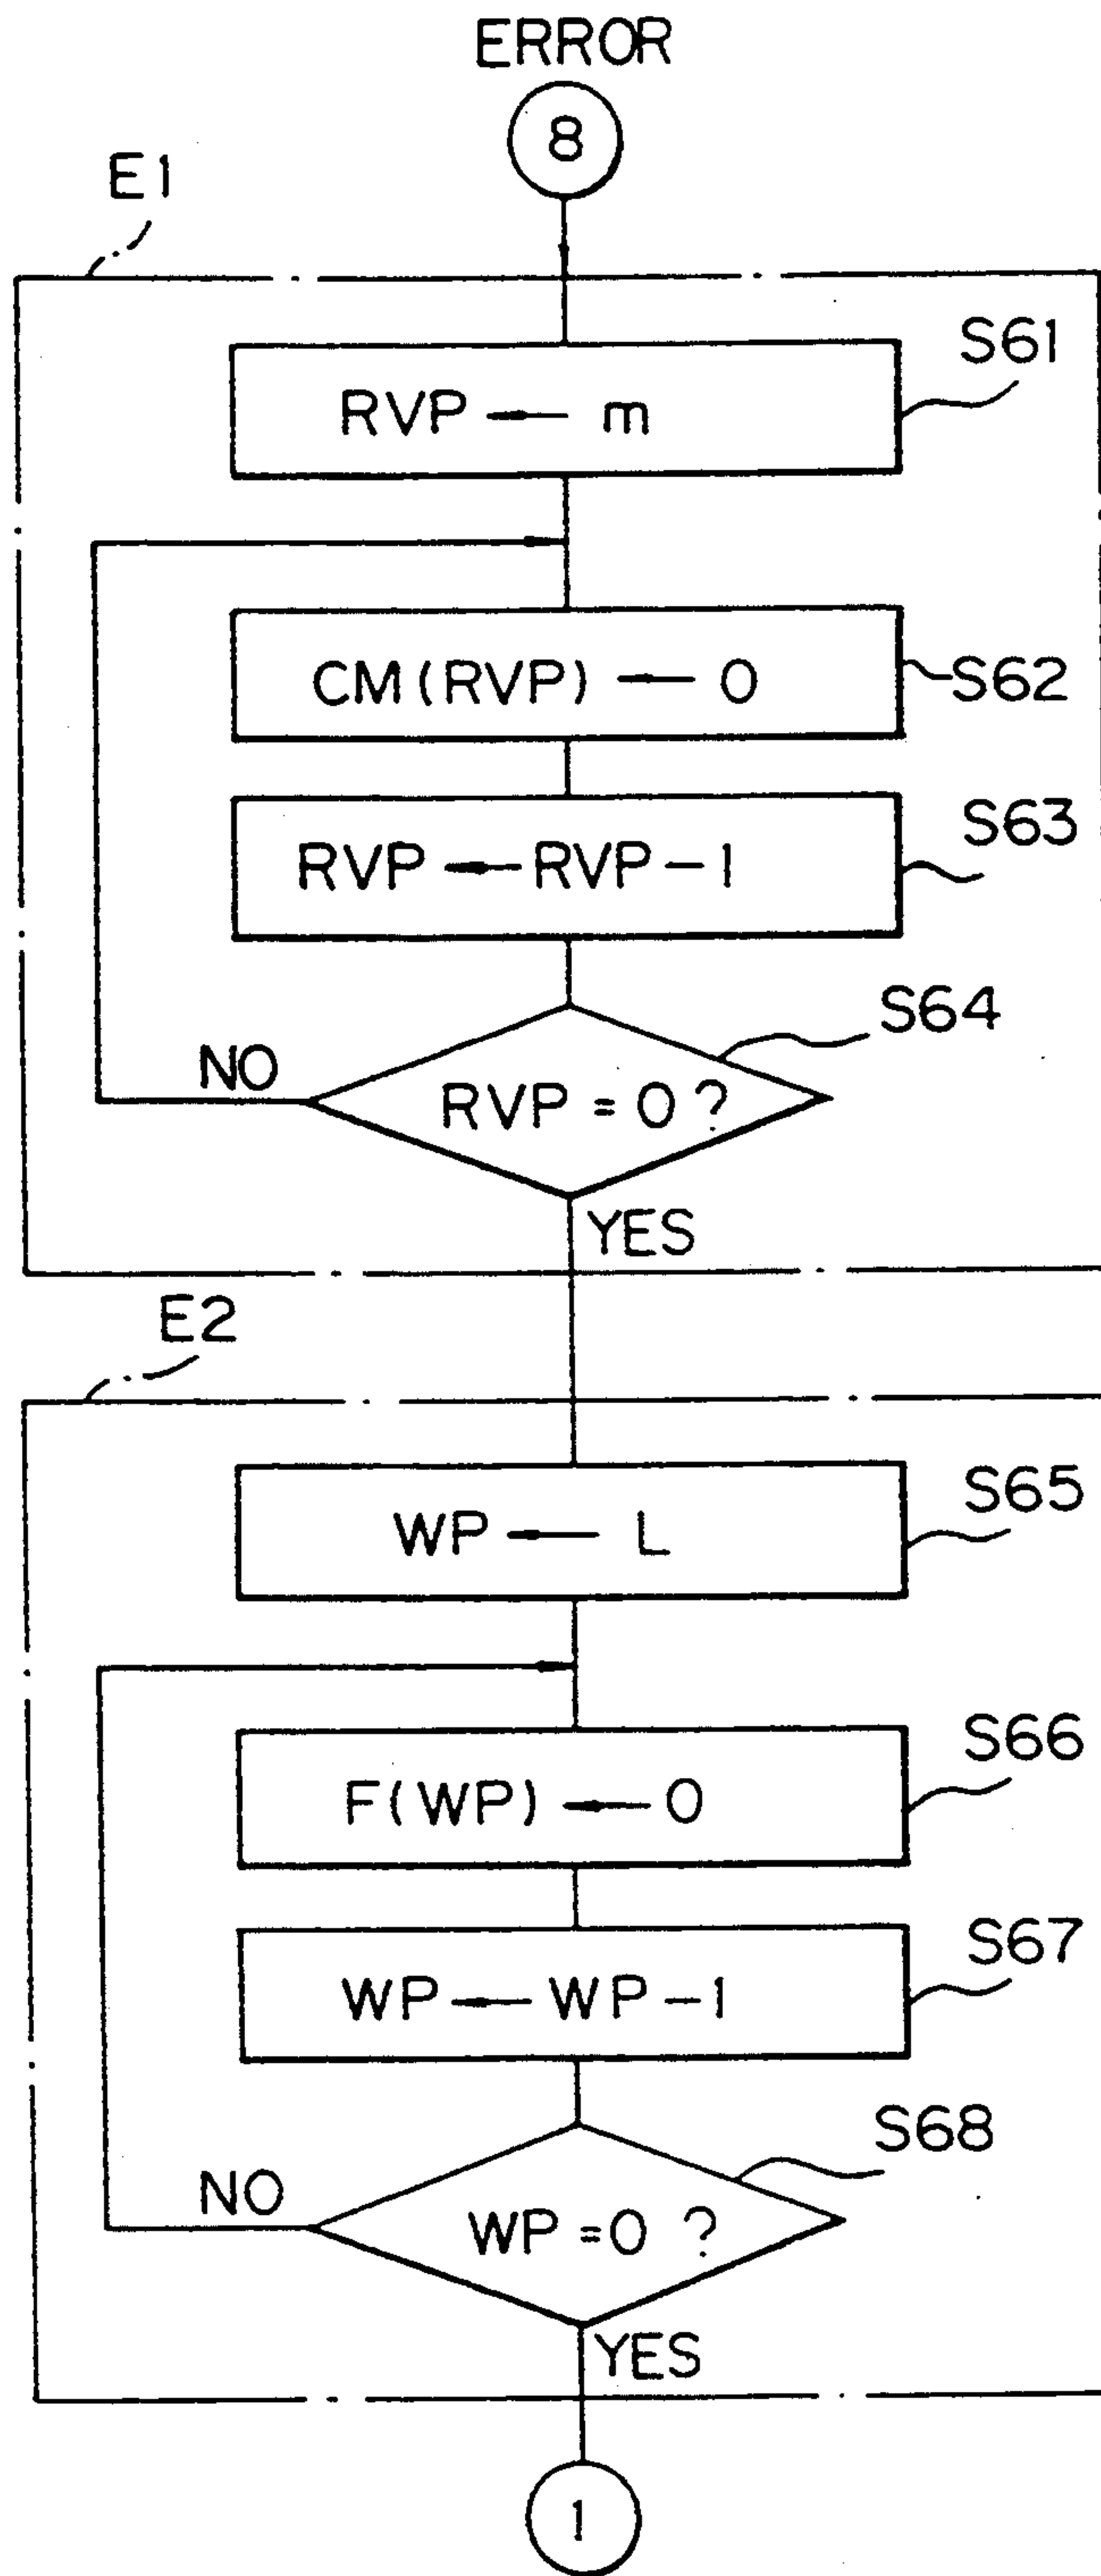 ERROR
8
E1
S61
RVP ← m
S62
CM (RVP) ← 0
S63
RVP ← RVP - 1
S64
NO
RVP = 0 ?
YES
E2
S65
WP ← L
S66
F(WP) ← 0
S67
WP ← WP - 1
S68
NO
WP = 0 ?
YES
1